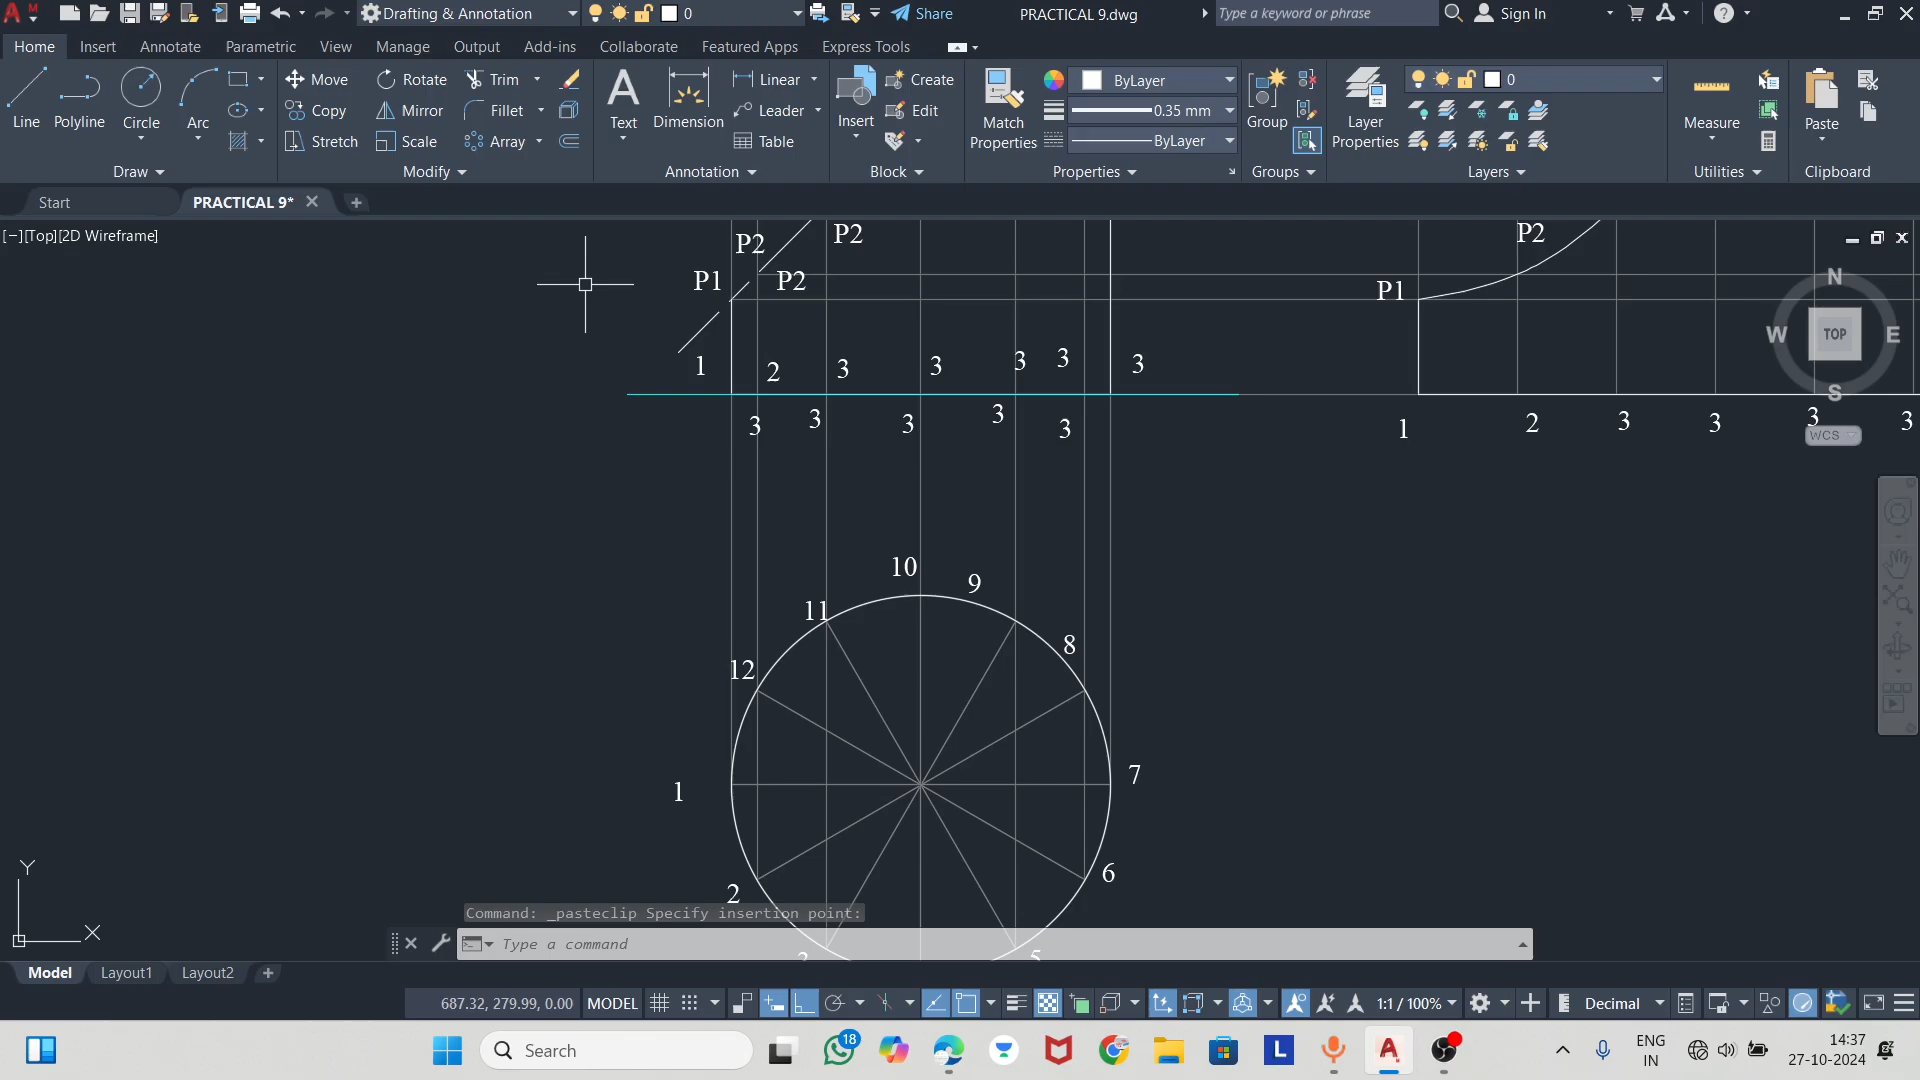 A M Drafting & Annotation 0 Share PRACTICAL 9.dwg Type a keyword or phrase Sign In
Home Insert Annotate Parametric View Manage Output Add-ins Collaborate Featured Apps Express Tools
Line Polyline Circle Arc
Move Rotate Trim
Copy Mirror Fillet
Stretch Scale Array
Text Dimension
Linear
Leader
Table
Insert
Create
Edit
Match
Properties
ByLayer
0.35 mm
ByLayer
Group
Layer
Properties
0
Measure
Paste
Draw Modify Annotation Block Properties Groups Layers Utilities Clipboard
Start PRACTICAL 9*
[−][Top][2D Wireframe]
P2 P2 P2
P1 P2 P1
N
W TOP E
S
WCS
1 2 3 3 3 3 3
3 3 3 3 3
1 2 3 3 3 3
10
9
11
8
12
7
1
6
2
Y
X
Command: _pasteclip Specify insertion point:
Type a command
Model Layout1 Layout2
687.32, 279.99, 0.00 MODEL 1:1 / 100% Decimal
Search
18
L
A
ENG
IN
14:37
27-10-2024